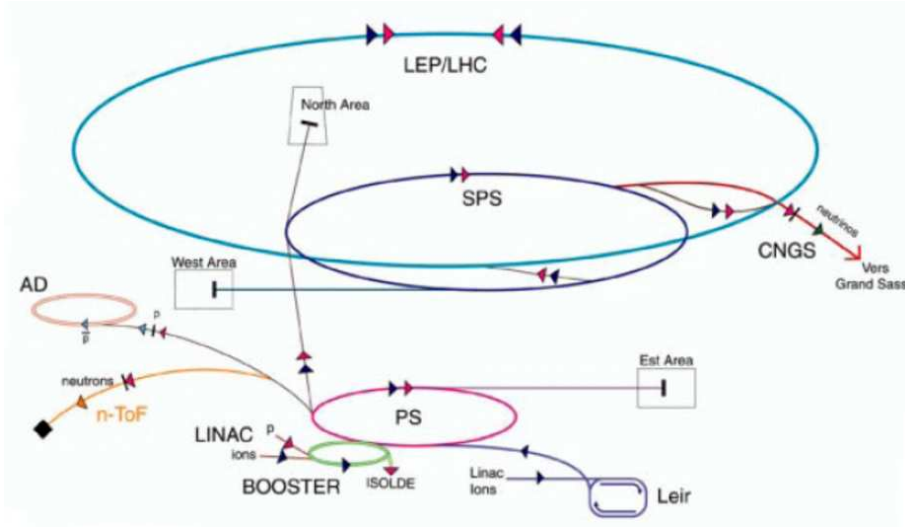 LEP/LHC
North Area
SPS
neutrinos
CNGS
West Area
Vers
Grand Sass
AD
p
p
Est Area
neutrons
n-ToF
PS
LINAC
p
ions
BOOSTER
ISOLDE
Linac
Ions
Leir